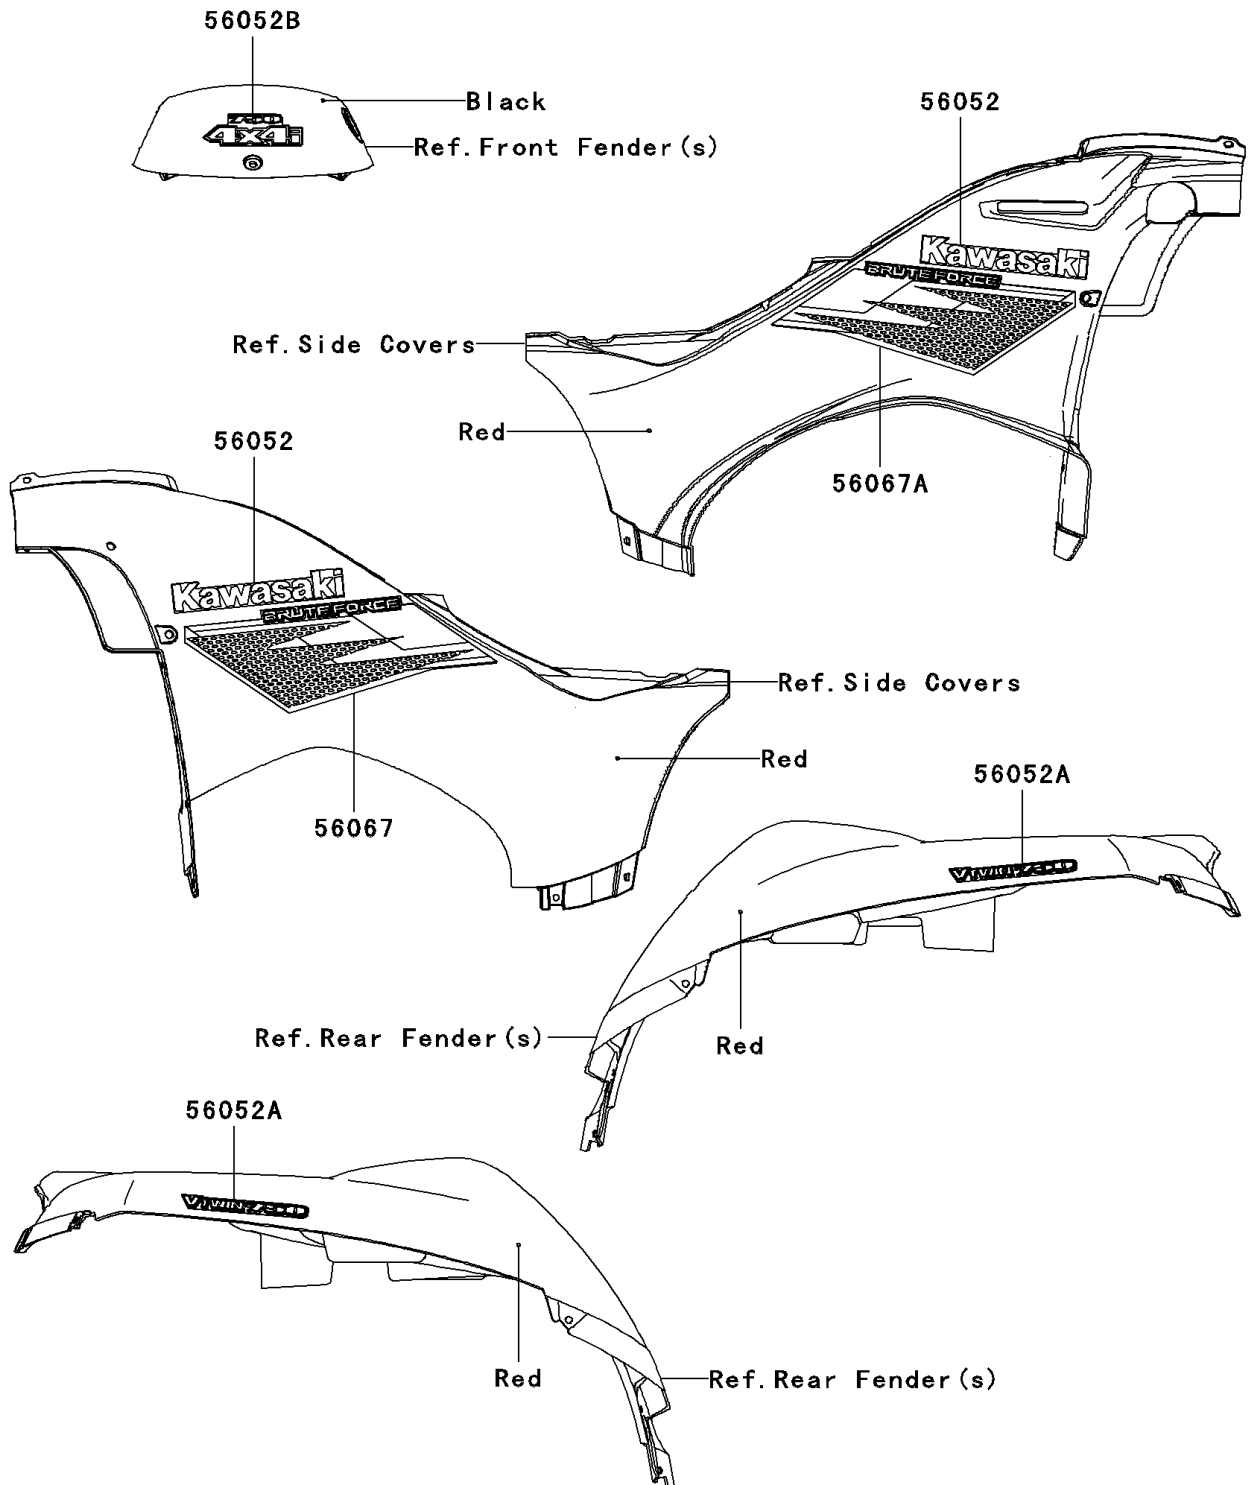 56052B
Black
750
4x4i
Ref.Front Fender(s)
56052
Kawasaki
BRUTE FORCE
Ref.Side Covers
Red
56067A
56052
Kawasaki
BRUTE FORCE
Ref.Side Covers
Red
56067
56052A
V TWIN 750
Ref.Rear Fender(s)
Red
56052A
V TWIN 750
Red
Ref.Rear Fender(s)